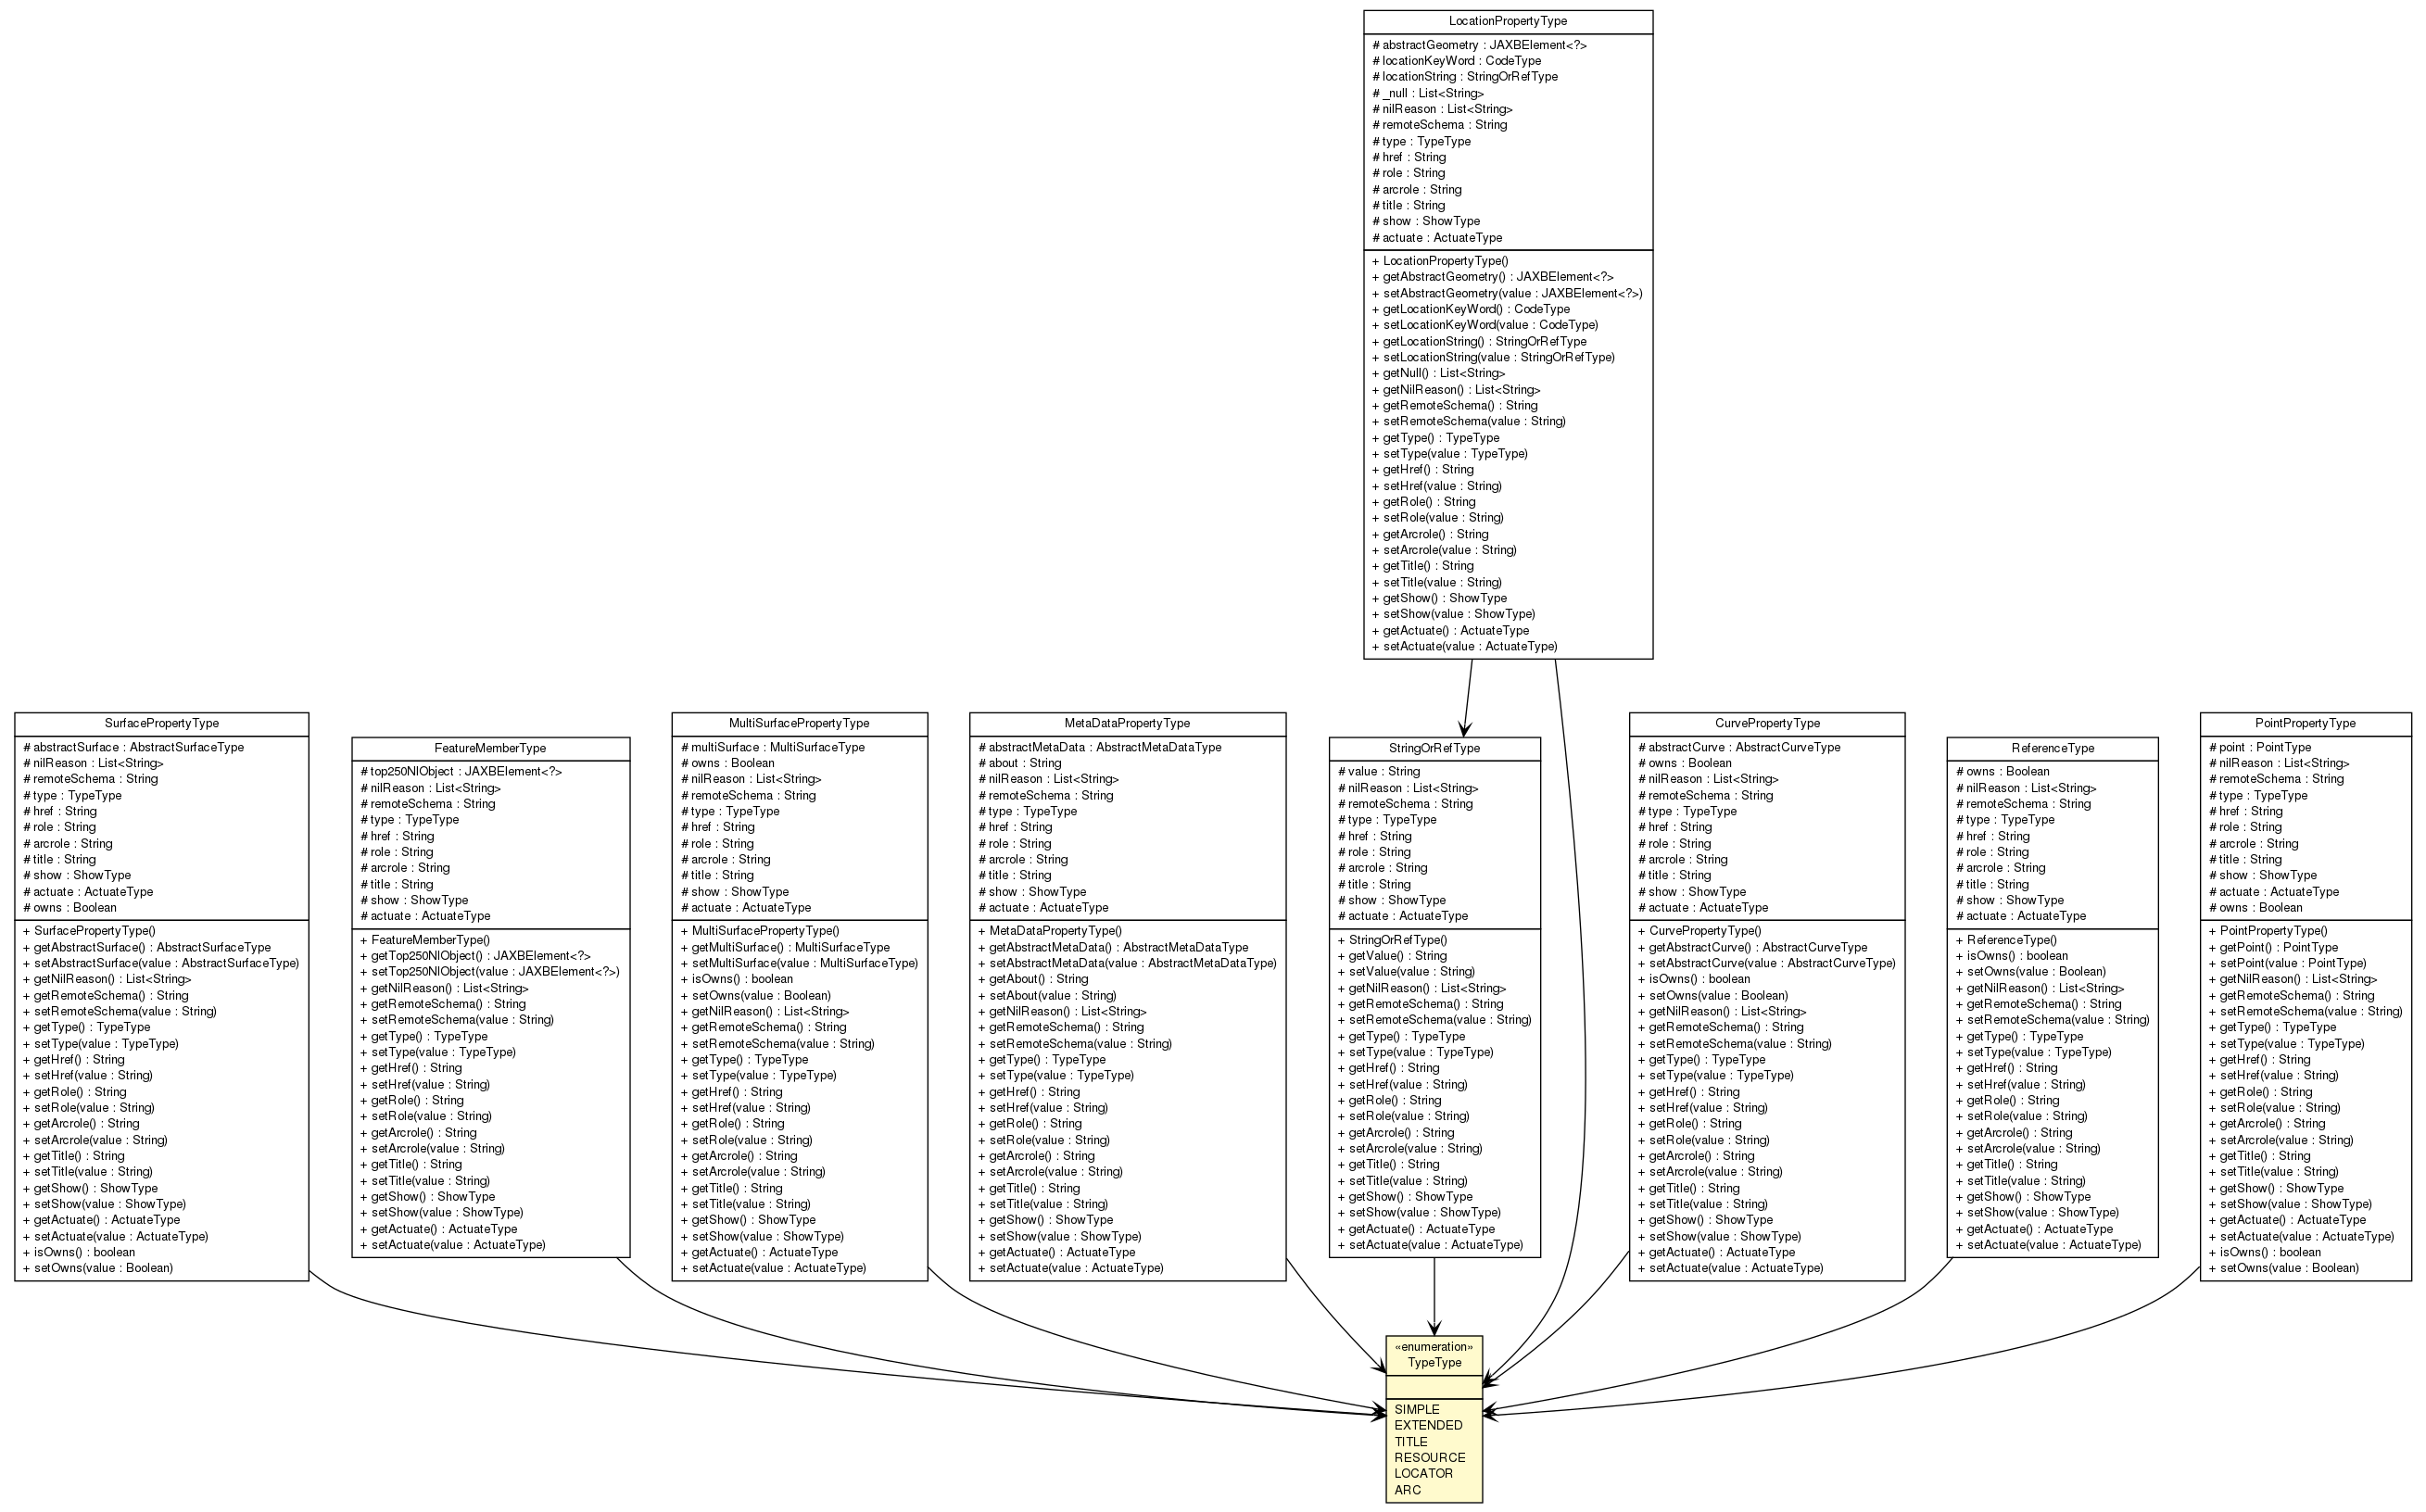 LocationPropertyType
# abstractGeometry : JAXBElement<?>
# locationKeyWord : CodeType
# locationString : StringOrRefType
# _null : List<String>
# nilReason : List<String>
# remoteSchema : String
# type : TypeType
# href : String
# role : String
# arcrole : String
# title : String
# show : ShowType
# actuate : ActuateType
+ LocationPropertyType()
+ getAbstractGeometry() : JAXBElement<?>
+ setAbstractGeometry(value : JAXBElement<?>)
+ getLocationKeyWord() : CodeType
+ setLocationKeyWord(value : CodeType)
+ getLocationString() : StringOrRefType
+ setLocationString(value : StringOrRefType)
+ getNull() : List<String>
+ getNilReason() : List<String>
+ getRemoteSchema() : String
+ setRemoteSchema(value : String)
+ getType() : TypeType
+ setType(value : TypeType)
+ getHref() : String
+ setHref(value : String)
+ getRole() : String
+ setRole(value : String)
+ getArcrole() : String
+ setArcrole(value : String)
+ getTitle() : String
+ setTitle(value : String)
+ getShow() : ShowType
+ setShow(value : ShowType)
+ getActuate() : ActuateType
+ setActuate(value : ActuateType)
SurfacePropertyType
# abstractSurface : AbstractSurfaceType
# nilReason : List<String>
# remoteSchema : String
# type : TypeType
# href : String
# role : String
# arcrole : String
# title : String
# show : ShowType
# actuate : ActuateType
# owns : Boolean
+ SurfacePropertyType()
+ getAbstractSurface() : AbstractSurfaceType
+ setAbstractSurface(value : AbstractSurfaceType)
+ getNilReason() : List<String>
+ getRemoteSchema() : String
+ setRemoteSchema(value : String)
+ getType() : TypeType
+ setType(value : TypeType)
+ getHref() : String
+ setHref(value : String)
+ getRole() : String
+ setRole(value : String)
+ getArcrole() : String
+ setArcrole(value : String)
+ getTitle() : String
+ setTitle(value : String)
+ getShow() : ShowType
+ setShow(value : ShowType)
+ getActuate() : ActuateType
+ setActuate(value : ActuateType)
+ isOwns() : boolean
+ setOwns(value : Boolean)
FeatureMemberType
# top250NlObject : JAXBElement<?>
# nilReason : List<String>
# remoteSchema : String
# type : TypeType
# href : String
# role : String
# arcrole : String
# title : String
# show : ShowType
# actuate : ActuateType
+ FeatureMemberType()
+ getTop250NlObject() : JAXBElement<?>
+ setTop250NlObject(value : JAXBElement<?>)
+ getNilReason() : List<String>
+ getRemoteSchema() : String
+ setRemoteSchema(value : String)
+ getType() : TypeType
+ setType(value : TypeType)
+ getHref() : String
+ setHref(value : String)
+ getRole() : String
+ setRole(value : String)
+ getArcrole() : String
+ setArcrole(value : String)
+ getTitle() : String
+ setTitle(value : String)
+ getShow() : ShowType
+ setShow(value : ShowType)
+ getActuate() : ActuateType
+ setActuate(value : ActuateType)
MultiSurfacePropertyType
# multiSurface : MultiSurfaceType
# owns : Boolean
# nilReason : List<String>
# remoteSchema : String
# type : TypeType
# href : String
# role : String
# arcrole : String
# title : String
# show : ShowType
# actuate : ActuateType
+ MultiSurfacePropertyType()
+ getMultiSurface() : MultiSurfaceType
+ setMultiSurface(value : MultiSurfaceType)
+ isOwns() : boolean
+ setOwns(value : Boolean)
+ getNilReason() : List<String>
+ getRemoteSchema() : String
+ setRemoteSchema(value : String)
+ getType() : TypeType
+ setType(value : TypeType)
+ getHref() : String
+ setHref(value : String)
+ getRole() : String
+ setRole(value : String)
+ getArcrole() : String
+ setArcrole(value : String)
+ getTitle() : String
+ setTitle(value : String)
+ getShow() : ShowType
+ setShow(value : ShowType)
+ getActuate() : ActuateType
+ setActuate(value : ActuateType)
MetaDataPropertyType
# abstractMetaData : AbstractMetaDataType
# about : String
# nilReason : List<String>
# remoteSchema : String
# type : TypeType
# href : String
# role : String
# arcrole : String
# title : String
# show : ShowType
# actuate : ActuateType
+ MetaDataPropertyType()
+ getAbstractMetaData() : AbstractMetaDataType
+ setAbstractMetaData(value : AbstractMetaDataType)
+ getAbout() : String
+ setAbout(value : String)
+ getNilReason() : List<String>
+ getRemoteSchema() : String
+ setRemoteSchema(value : String)
+ getType() : TypeType
+ setType(value : TypeType)
+ getHref() : String
+ setHref(value : String)
+ getRole() : String
+ setRole(value : String)
+ getArcrole() : String
+ setArcrole(value : String)
+ getTitle() : String
+ setTitle(value : String)
+ getShow() : ShowType
+ setShow(value : ShowType)
+ getActuate() : ActuateType
+ setActuate(value : ActuateType)
StringOrRefType
# value : String
# nilReason : List<String>
# remoteSchema : String
# type : TypeType
# href : String
# role : String
# arcrole : String
# title : String
# show : ShowType
# actuate : ActuateType
+ StringOrRefType()
+ getValue() : String
+ setValue(value : String)
+ getNilReason() : List<String>
+ getRemoteSchema() : String
+ setRemoteSchema(value : String)
+ getType() : TypeType
+ setType(value : TypeType)
+ getHref() : String
+ setHref(value : String)
+ getRole() : String
+ setRole(value : String)
+ getArcrole() : String
+ setArcrole(value : String)
+ getTitle() : String
+ setTitle(value : String)
+ getShow() : ShowType
+ setShow(value : ShowType)
+ getActuate() : ActuateType
+ setActuate(value : ActuateType)
CurvePropertyType
# abstractCurve : AbstractCurveType
# owns : Boolean
# nilReason : List<String>
# remoteSchema : String
# type : TypeType
# href : String
# role : String
# arcrole : String
# title : String
# show : ShowType
# actuate : ActuateType
+ CurvePropertyType()
+ getAbstractCurve() : AbstractCurveType
+ setAbstractCurve(value : AbstractCurveType)
+ isOwns() : boolean
+ setOwns(value : Boolean)
+ getNilReason() : List<String>
+ getRemoteSchema() : String
+ setRemoteSchema(value : String)
+ getType() : TypeType
+ setType(value : TypeType)
+ getHref() : String
+ setHref(value : String)
+ getRole() : String
+ setRole(value : String)
+ getArcrole() : String
+ setArcrole(value : String)
+ getTitle() : String
+ setTitle(value : String)
+ getShow() : ShowType
+ setShow(value : ShowType)
+ getActuate() : ActuateType
+ setActuate(value : ActuateType)
ReferenceType
# owns : Boolean
# nilReason : List<String>
# remoteSchema : String
# type : TypeType
# href : String
# role : String
# arcrole : String
# title : String
# show : ShowType
# actuate : ActuateType
+ ReferenceType()
+ isOwns() : boolean
+ setOwns(value : Boolean)
+ getNilReason() : List<String>
+ getRemoteSchema() : String
+ setRemoteSchema(value : String)
+ getType() : TypeType
+ setType(value : TypeType)
+ getHref() : String
+ setHref(value : String)
+ getRole() : String
+ setRole(value : String)
+ getArcrole() : String
+ setArcrole(value : String)
+ getTitle() : String
+ setTitle(value : String)
+ getShow() : ShowType
+ setShow(value : ShowType)
+ getActuate() : ActuateType
+ setActuate(value : ActuateType)
PointPropertyType
# point : PointType
# nilReason : List<String>
# remoteSchema : String
# type : TypeType
# href : String
# role : String
# arcrole : String
# title : String
# show : ShowType
# actuate : ActuateType
# owns : Boolean
+ PointPropertyType()
+ getPoint() : PointType
+ setPoint(value : PointType)
+ getNilReason() : List<String>
+ getRemoteSchema() : String
+ setRemoteSchema(value : String)
+ getType() : TypeType
+ setType(value : TypeType)
+ getHref() : String
+ setHref(value : String)
+ getRole() : String
+ setRole(value : String)
+ getArcrole() : String
+ setArcrole(value : String)
+ getTitle() : String
+ setTitle(value : String)
+ getShow() : ShowType
+ setShow(value : ShowType)
+ getActuate() : ActuateType
+ setActuate(value : ActuateType)
+ isOwns() : boolean
+ setOwns(value : Boolean)
«enumeration»
TypeType
SIMPLE
EXTENDED
TITLE
RESOURCE
LOCATOR
ARC